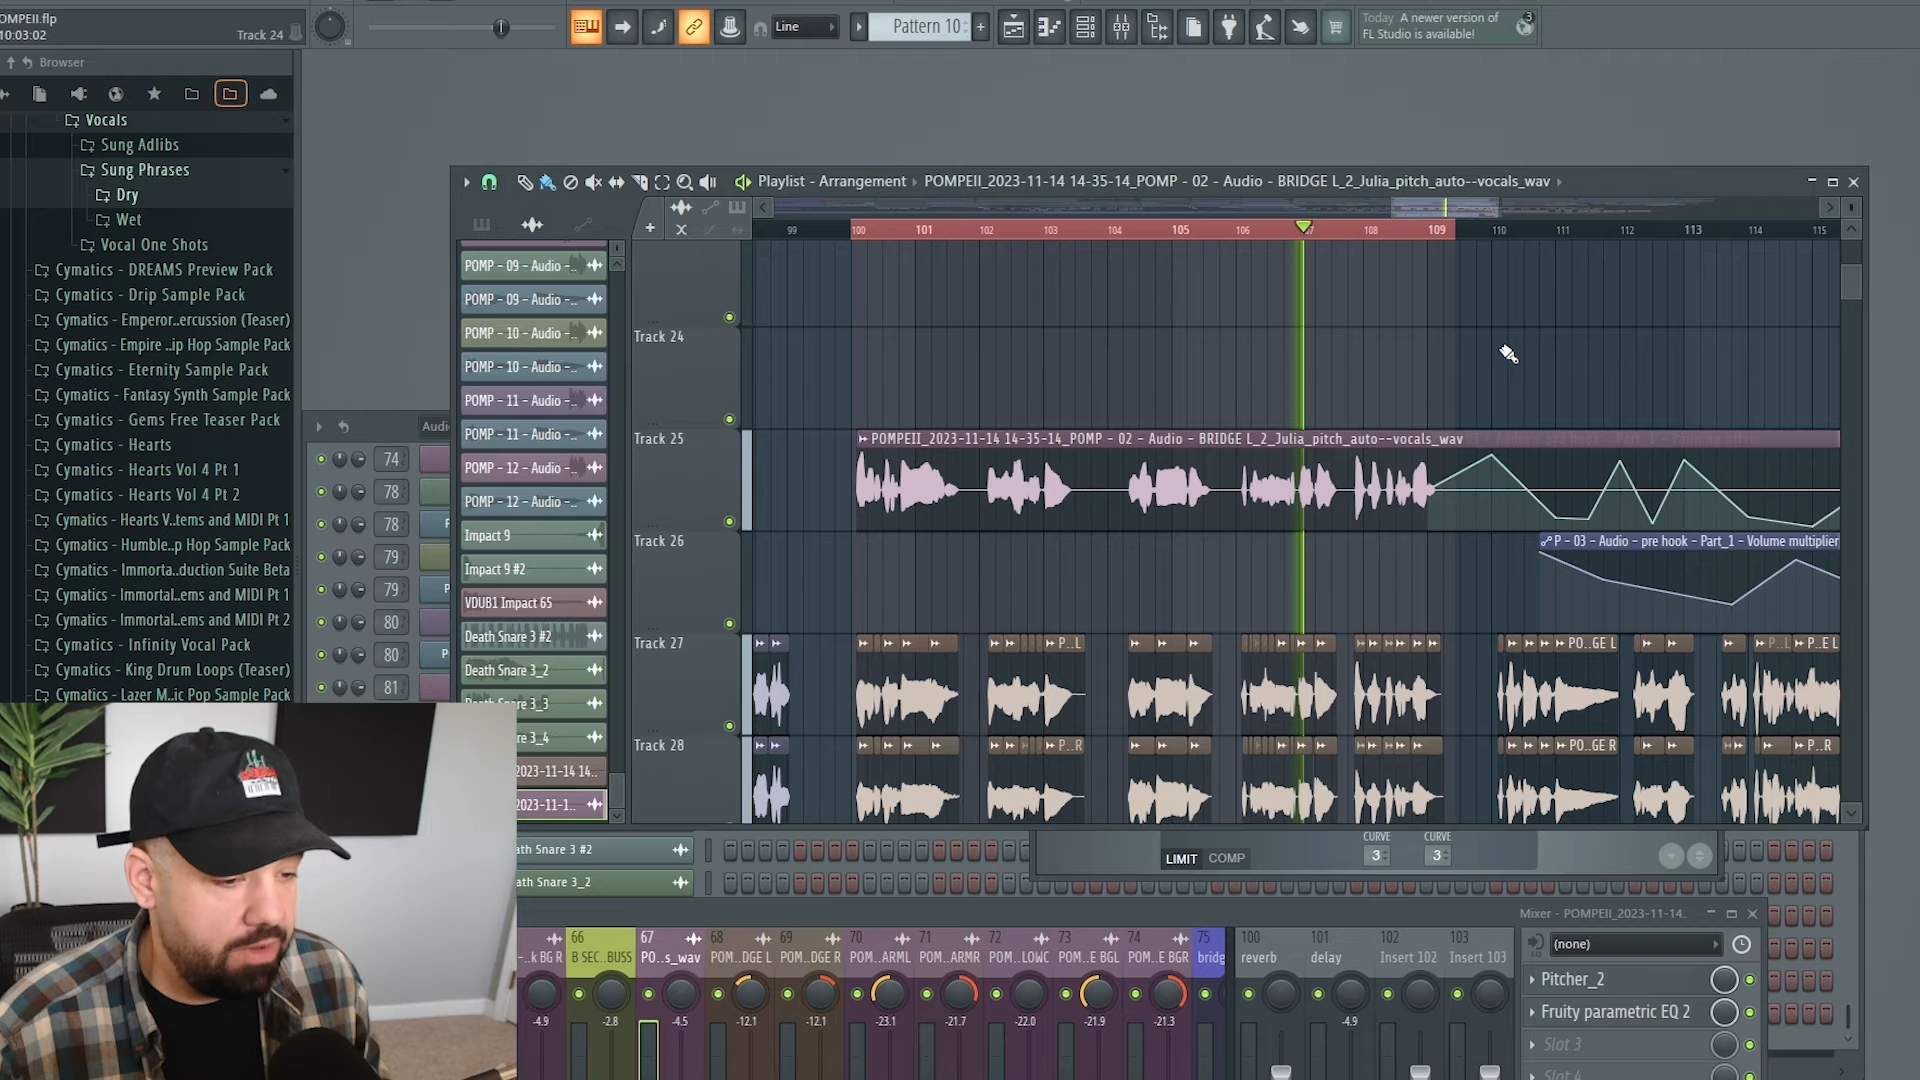 OMPEII.flp
10:03:02
Track 24
Line
Pattern 10
Today A newer version of
FL Studio is available!
3
Browser
Vocals
Sung Adlibs
Sung Phrases
Dry
Wet
Vocal One Shots
Cymatics - DREAMS Preview Pack
Cymatics - Drip Sample Pack
Cymatics - Emperor..ercussion (Teaser)
Cymatics - Empire ..ip Hop Sample Pack
Cymatics - Eternity Sample Pack
Cymatics - Fantasy Synth Sample Pack
Cymatics - Gems Free Teaser Pack
Cymatics - Hearts
Cymatics - Hearts Vol 4 Pt 1
Cymatics - Hearts Vol 4 Pt 2
Cymatics - Hearts V..tems and MIDI Pt 1
Cymatics - Humble..p Hop Sample Pack
Cymatics - Immorta..duction Suite Beta
Cymatics - Immortal..ems and MIDI Pt 1
Cymatics - Immortal..ems and MIDI Pt 2
Cymatics - Infinity Vocal Pack
Cymatics - King Drum Loops (Teaser)
Cymatics - Lazer M..ic Pop Sample Pack
Audi
74
78
78
79
79
80
80
81
Playlist - Arrangement › POMPEII_2023-11-14 14-35-14_POMP - 02 - Audio - BRIDGE L_2_Julia_pitch_auto--vocals_wav ›
99 100 101 102 103 104 105 106 107 108 109 110 111 112 113 114 115
POMP - 09 - Audio -..
POMP - 09 - Audio -..
POMP - 10 - Audio -..
POMP - 10 - Audio -..
POMP - 11 - Audio -..
POMP - 11 - Audio -..
POMP - 12 - Audio -..
POMP - 12 - Audio -..
Impact 9
Impact 9 #2
VDUB1 Impact 65
Death Snare 3 #2
Death Snare 3_2
Death Snare 3_3
re 3_4
2023-11-14 14..
2023-11-1..
Track 24
Track 25
POMPEII_2023-11-14 14-35-14_POMP - 02 - Audio - BRIDGE L_2_Julia_pitch_auto--vocals_wav
Track 26
P - 03 - Audio - pre hook - Part_1 - Volume multiplier
Track 27
P..L
PO..GE L
P..L
P..E L
Track 28
P..R
PO..GE R
P..R
ath Snare 3 #2
ath Snare 3_2
LIMIT COMP
CURVE
3
CURVE
3
Mixer - POMPEII_2023-11-14..
66 67 68 69 70 71 72 73 74 75 100 101 102 103
-..k BG R B SEC..BUSS PO..s_wav POM..DGE L POM..DGE R POM..ARML POM..ARMR POM..LOWC POM..E BGL POM..E BGR bridg reverb delay Insert 102 Insert 103
-4.9 -2.8 -4.5 -12.1 -12.1 -23.1 -21.7 -22.0 -21.9 -21.3 -4.9
(none)
Pitcher_2
Fruity parametric EQ 2
Slot 3
Slot 4